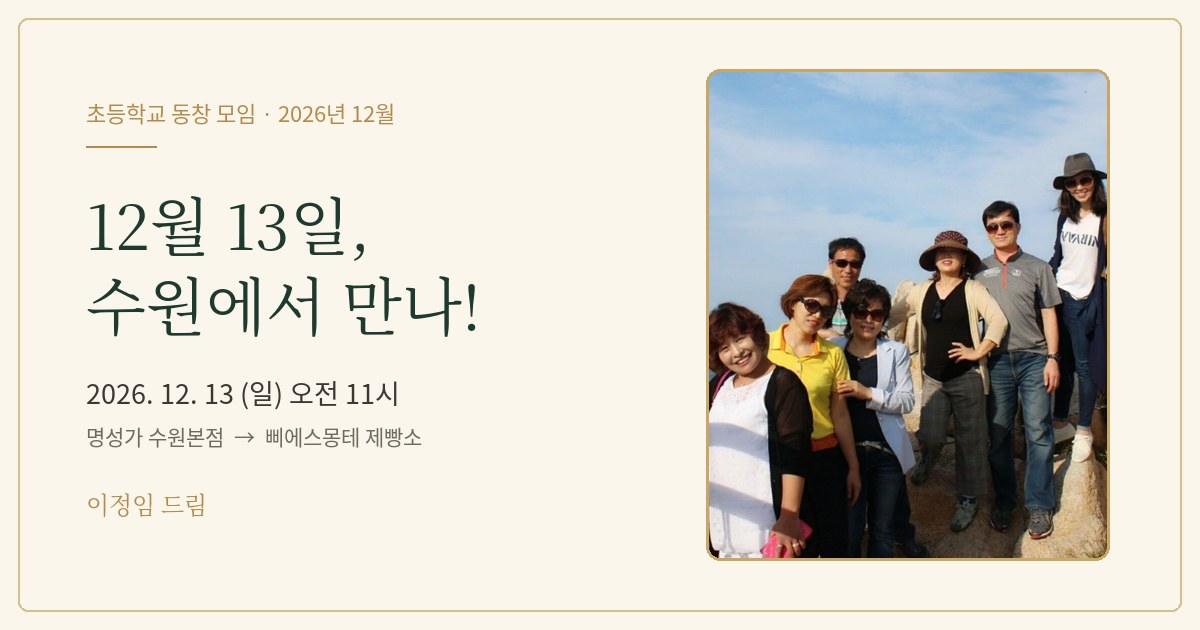 초등학교 동창 모임 · 2026년 12월
12월 13일,
수원에서 만나!
2026. 12. 13 (일) 오전 11시
명성가 수원본점 → 삐에스몽테 제빵소
이정임 드림